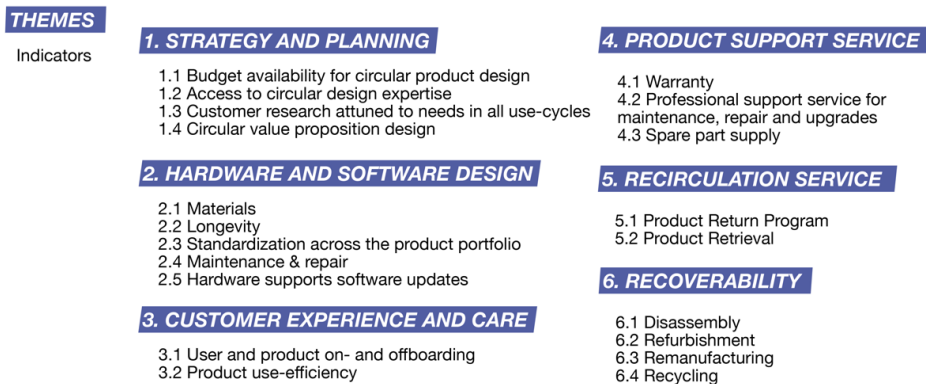 THEMES
Indicators
1. STRATEGY AND PLANNING
1.1 Budget availability for circular product design
1.2 Access to circular design expertise
1.3 Customer research attuned to needs in all use-cycles
1.4 Circular value proposition design
2. HARDWARE AND SOFTWARE DESIGN
2.1 Materials
2.2 Longevity
2.3 Standardization across the product portfolio
2.4 Maintenance & repair
2.5 Hardware supports software updates
3. CUSTOMER EXPERIENCE AND CARE
3.1 User and product on- and offboarding
3.2 Product use-efficiency
4. PRODUCT SUPPORT SERVICE
4.1 Warranty
4.2 Professional support service for
maintenance, repair and upgrades
4.3 Spare part supply
5. RECIRCULATION SERVICE
5.1 Product Return Program
5.2 Product Retrieval
6. RECOVERABILITY
6.1 Disassembly
6.2 Refurbishment
6.3 Remanufacturing
6.4 Recycling